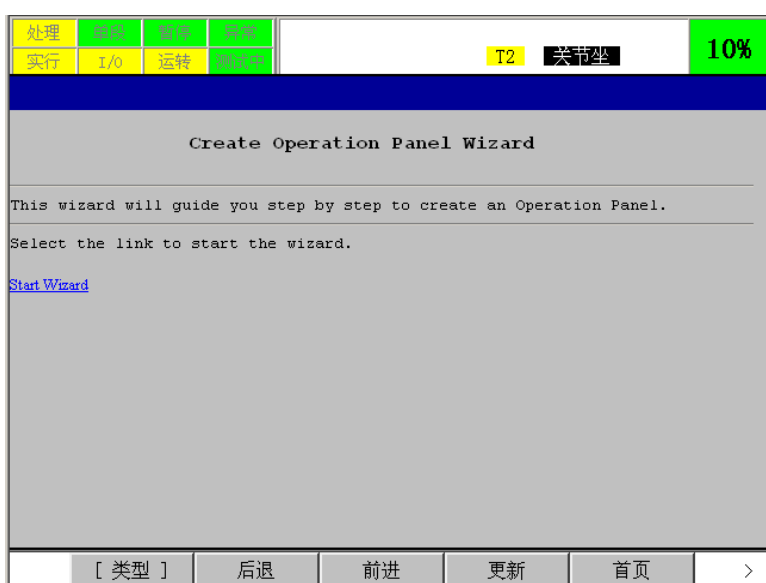 处理 单段 暂停 异常
实行 I/O 运转 测试中 T2 关节坐 10%
Create Operation Panel Wizard
This wizard will guide you step by step to create an Operation Panel.
Select the link to start the wizard.
Start Wizard
[ 类型 ] 后退 前进 更新 首页 >